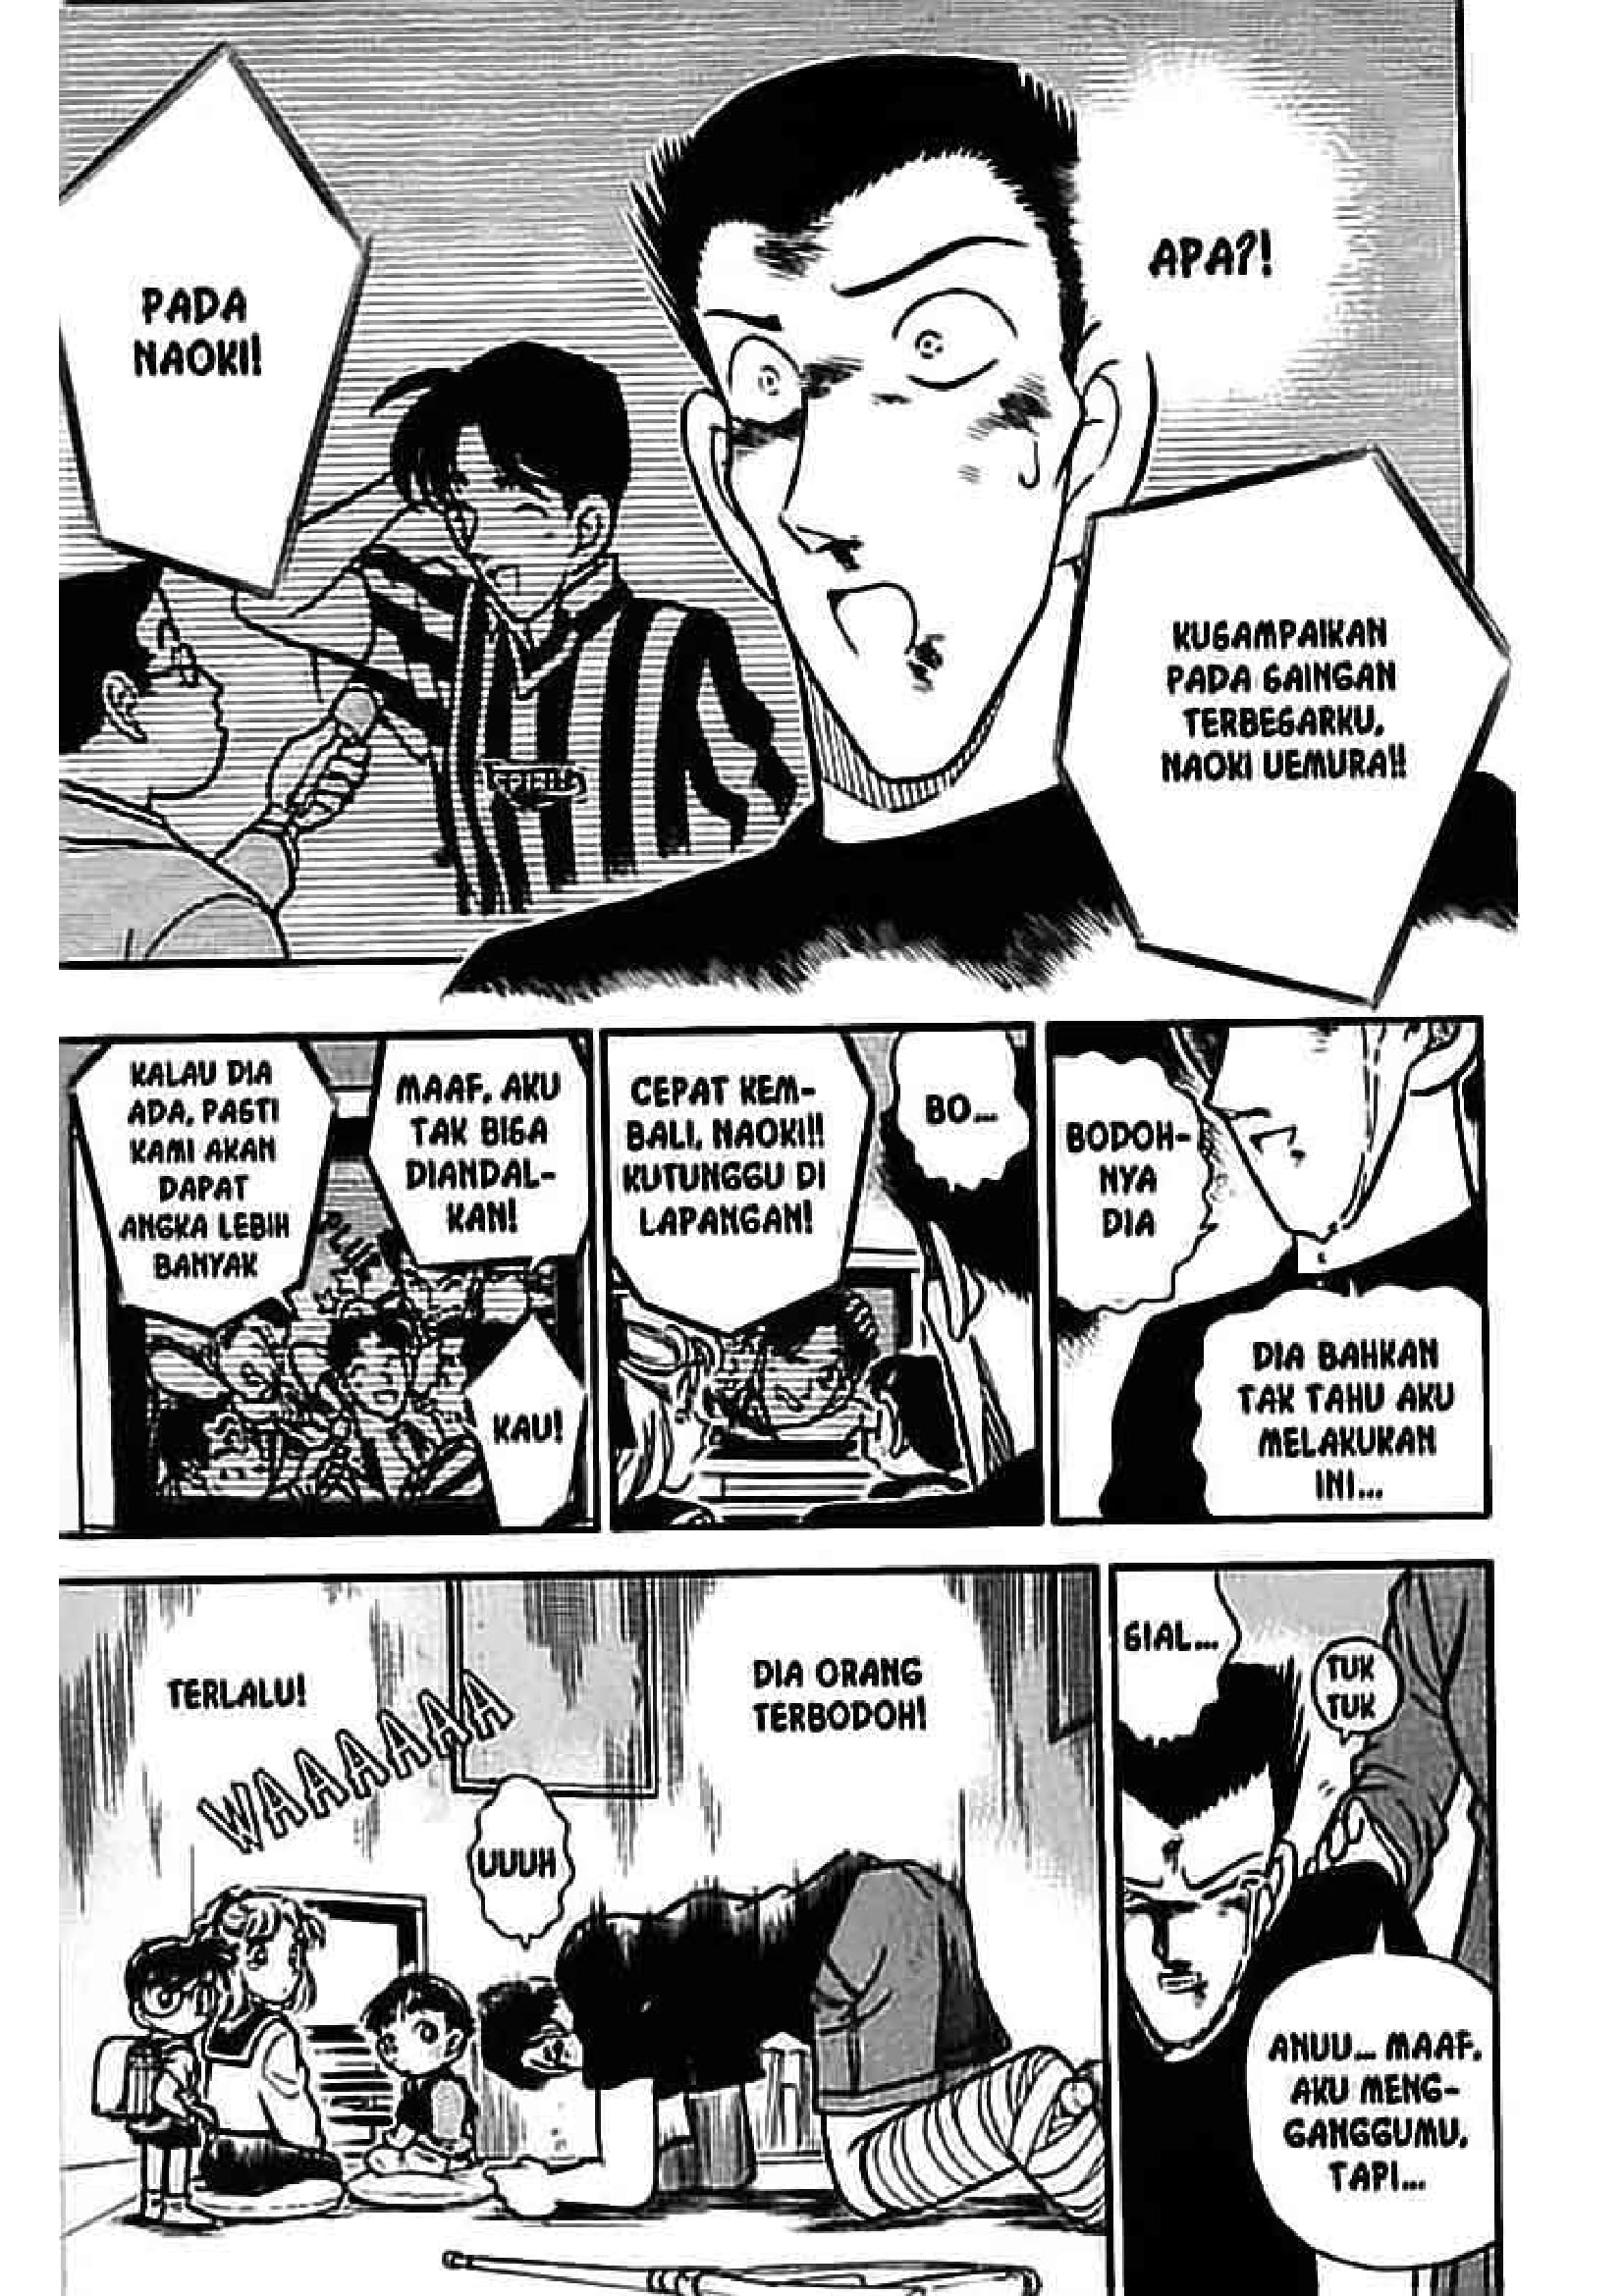 APA?!
KUSAMPAIKAN
PADA SAINGAN
TERBESARKU,
NAOKI UEMURA!!
PADA
NAOKI!
BODOH-
NYA
DIA
DIA BAHKAN
TAK TAHU AKU
MELAKUKAN
INI...
BO...
CEPAT KEM-
BALI, NAOKI!!
KUTUNGGU DI
LAPANGAN!
MAAF, AKU
TAK BISA
DIANDAL-
KAN!
KALAU DIA
ADA, PASTI
KAMI AKAN
DAPAT
ANGKA LEBIH
BANYAK
PLUK
KAU!
SIAL...
TUK
TUK
ANUU... MAAF,
AKU MENG-
GANGGUMU,
TAPI...
DIA ORANG
TERBODOH!
TERLALU!
WAAAAAA
UUUH